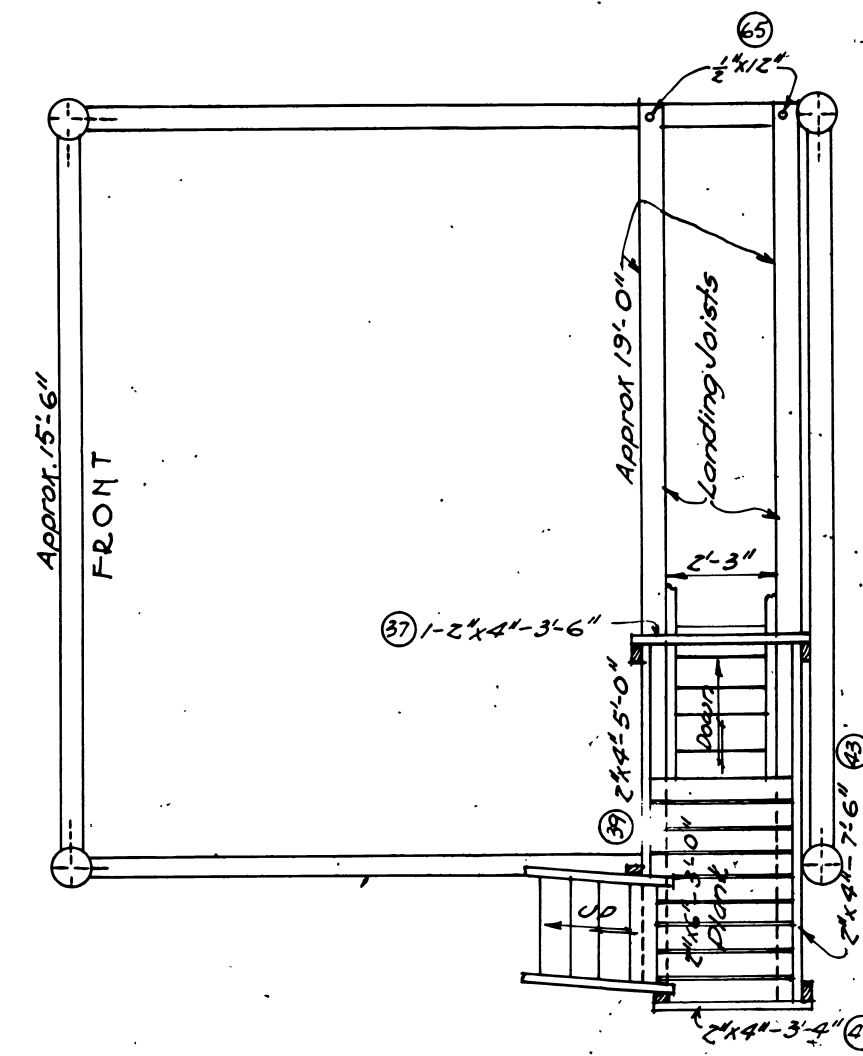 65
1/2"x12"
Approx. 15'-6"
FRONT
Approx 19'-0"
Landing Joists
2'-3"
37 1-2"x4"-3'-6"
39 2"x4"-5'-0"
Down
2"x4"-7'-6" 43
2"x6"-3'-0"
Plank
UP
2"x4"-3'-4"